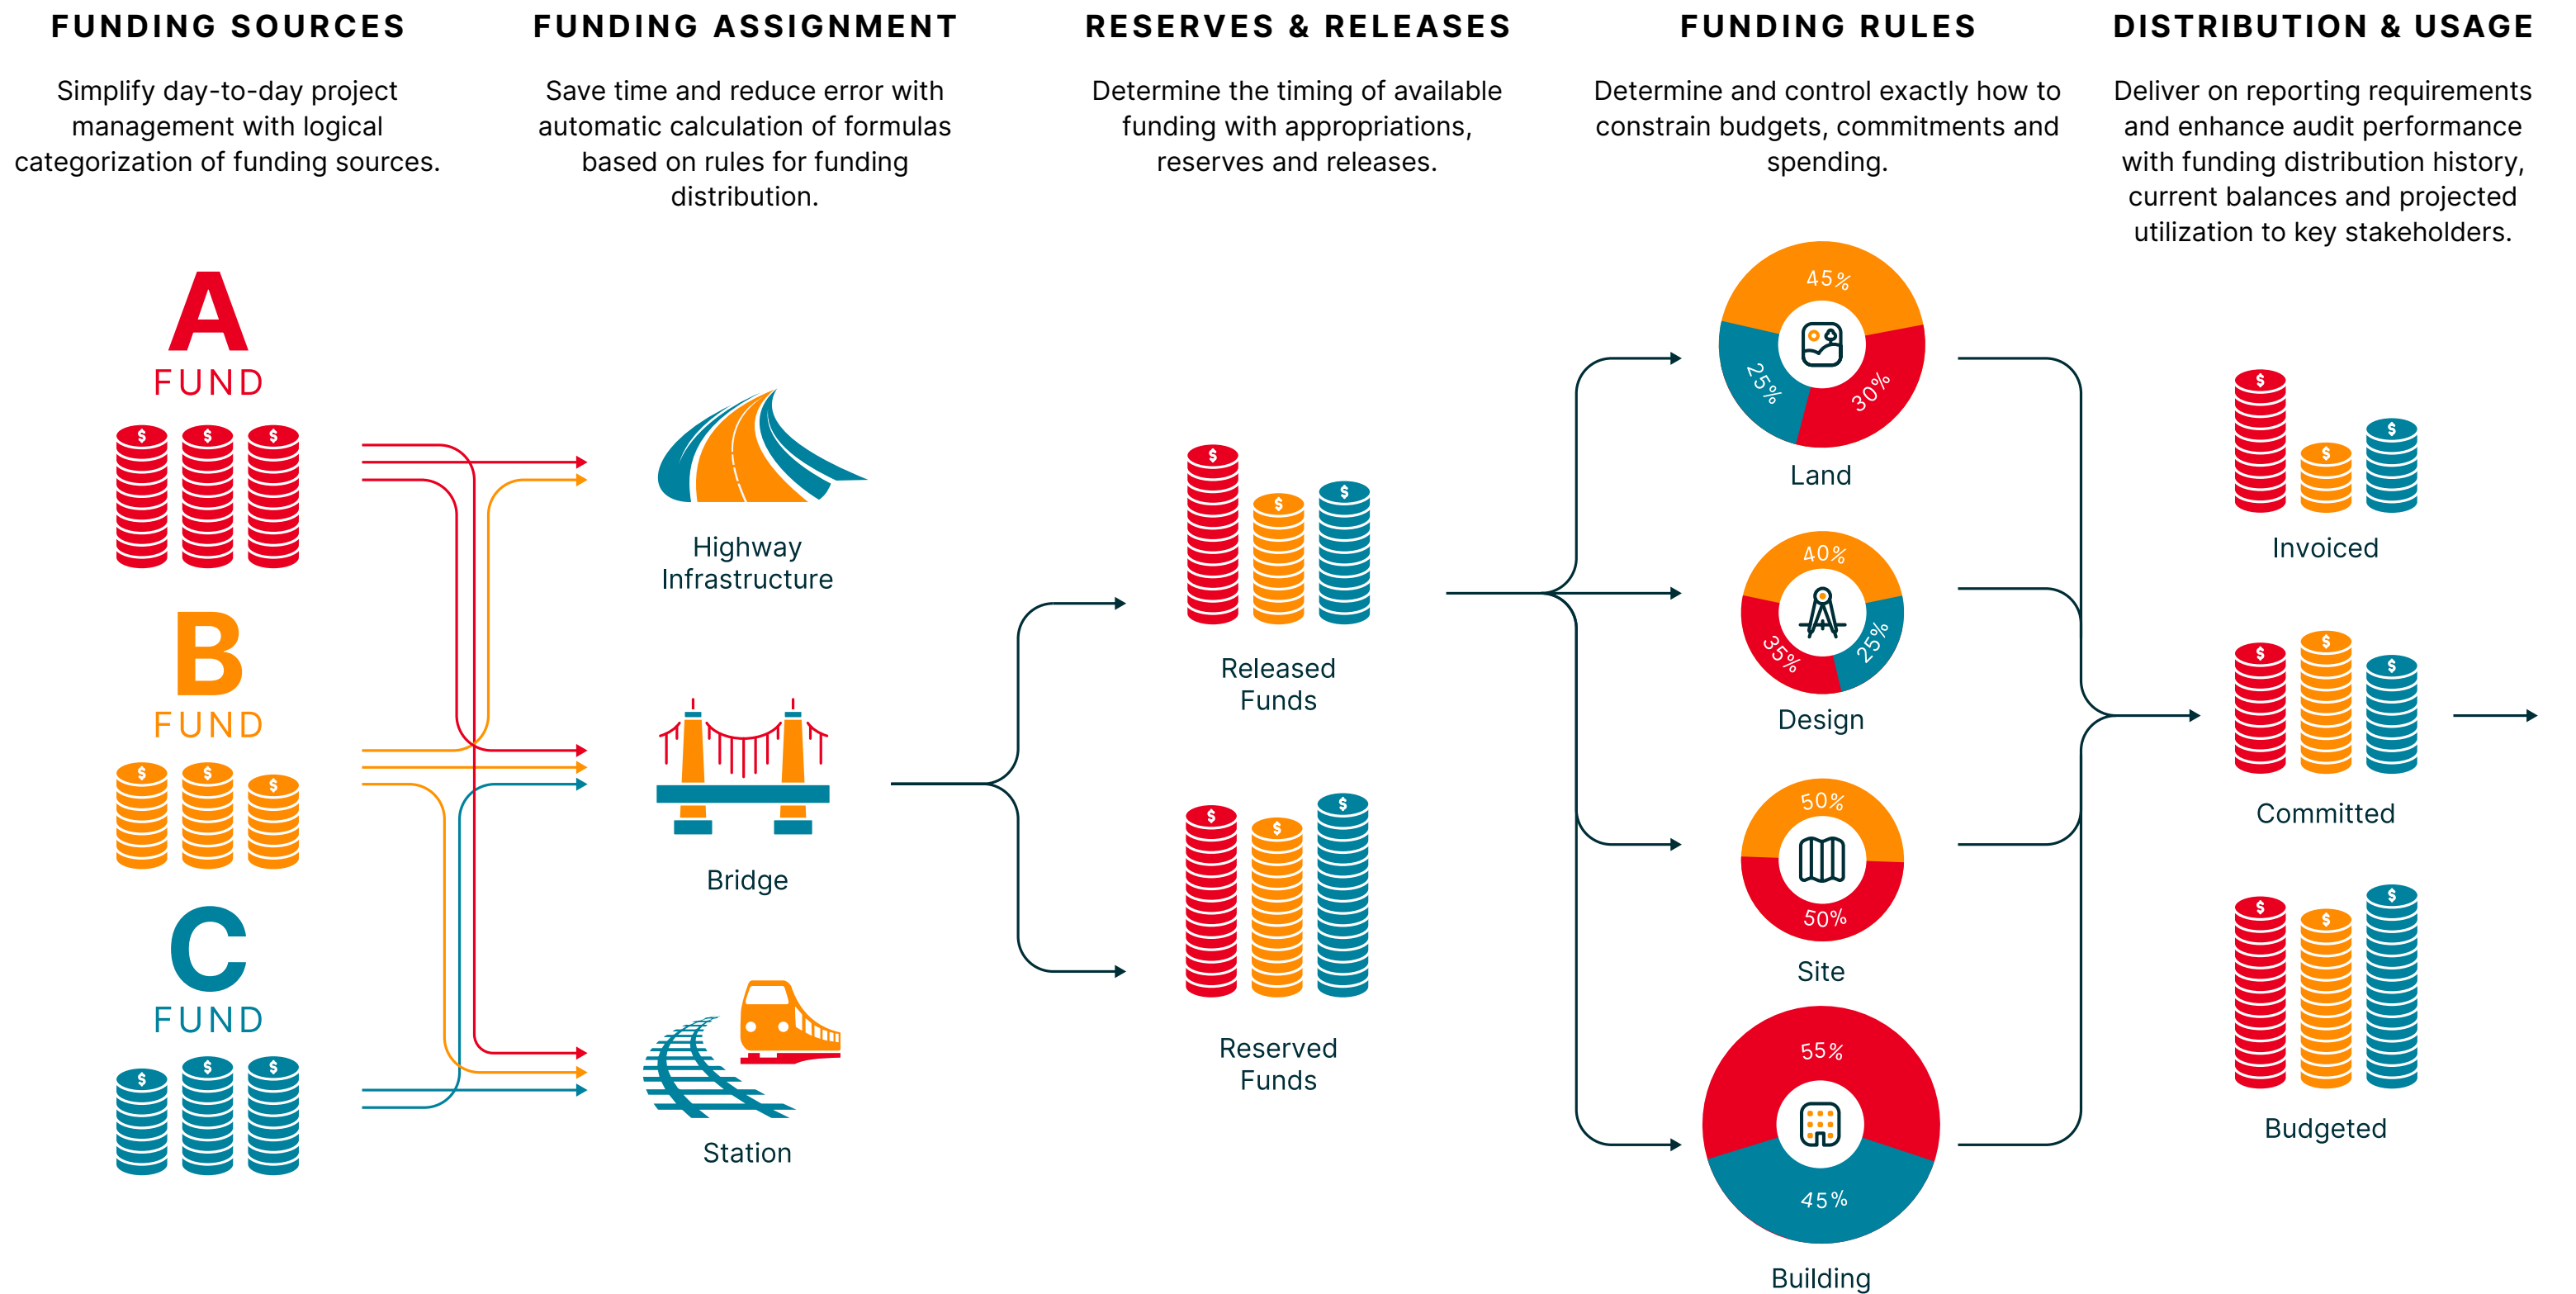 FUNDING SOURCES
Simplify day-to-day project
management with logical
categorization of funding sources.
A
FUND
$ $ $
B
FUND
$ $ $
C
FUND
$ $ $
FUNDING ASSIGNMENT
Save time and reduce error with
automatic calculation of formulas
based on rules for funding
distribution.
Highway
Infrastructure
Bridge
Station
RESERVES & RELEASES
Determine the timing of available
funding with appropriations,
reserves and releases.
$ $ $
Released
Funds
$ $ $
Reserved
Funds
FUNDING RULES
Determine and control exactly how to
constrain budgets, commitments and
spending.
45%
25%
30%
Land
40%
35%
25%
Design
50%
50%
Site
55%
45%
Building
DISTRIBUTION & USAGE
Deliver on reporting requirements
and enhance audit performance
with funding distribution history,
current balances and projected
utilization to key stakeholders.
$ $ $
Invoiced
$ $ $
Committed
$ $ $
Budgeted